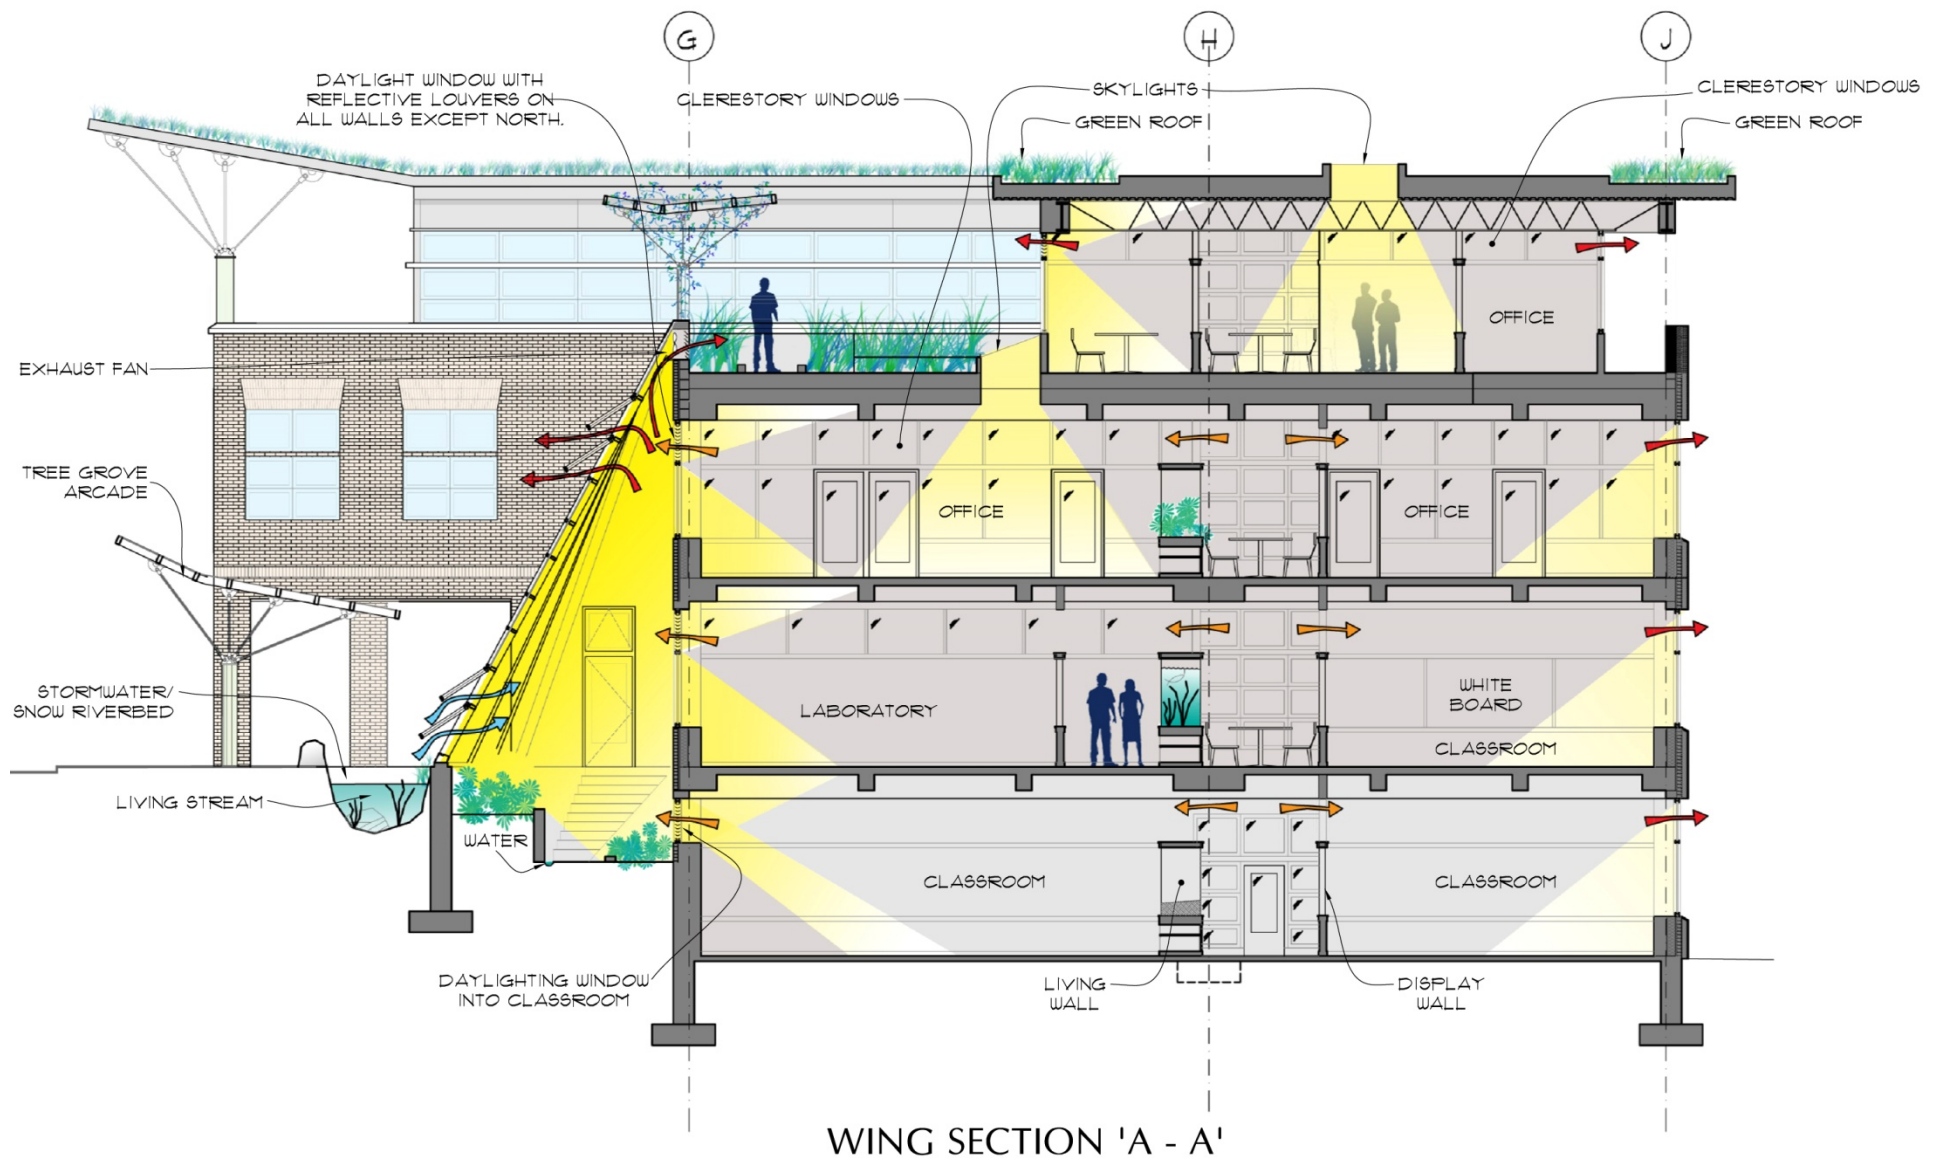 G
H
J
DAYLIGHT WINDOW WITH
REFLECTIVE LOUVERS ON
ALL WALLS EXCEPT NORTH.
CLERESTORY WINDOWS
SKYLIGHTS
GREEN ROOF
CLERESTORY WINDOWS
GREEN ROOF
OFFICE
EXHAUST FAN
TREE GROVE
ARCADE
OFFICE
OFFICE
STORMWATER/
SNOW RIVERBED
LABORATORY
WHITE
BOARD
CLASSROOM
LIVING STREAM
WATER
CLASSROOM
CLASSROOM
DAYLIGHTING WINDOW
INTO CLASSROOM
LIVING
WALL
DISPLAY
WALL
WING SECTION 'A - A'